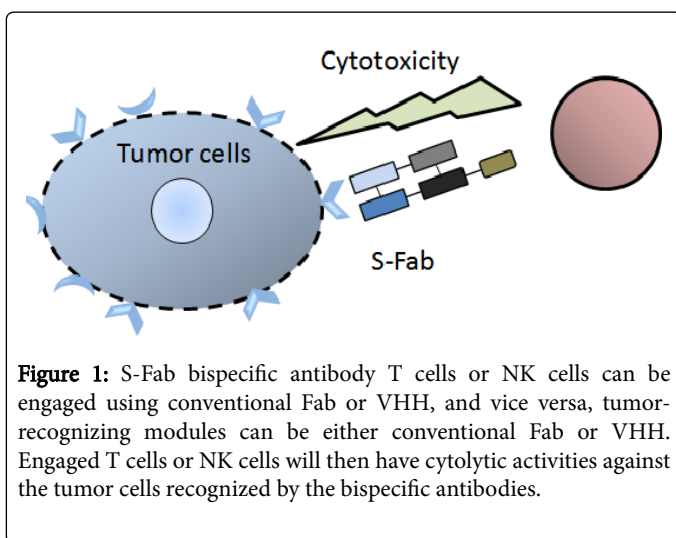 Cytotoxicity
Tumor cells
S-Fab
Figure 1: S-Fab bispecific antibody T cells or NK cells can be
engaged using conventional Fab or VHH, and vice versa, tumor-
recognizing modules can be either conventional Fab or VHH.
Engaged T cells or NK cells will then have cytolytic activities against
the tumor cells recognized by the bispecific antibodies.